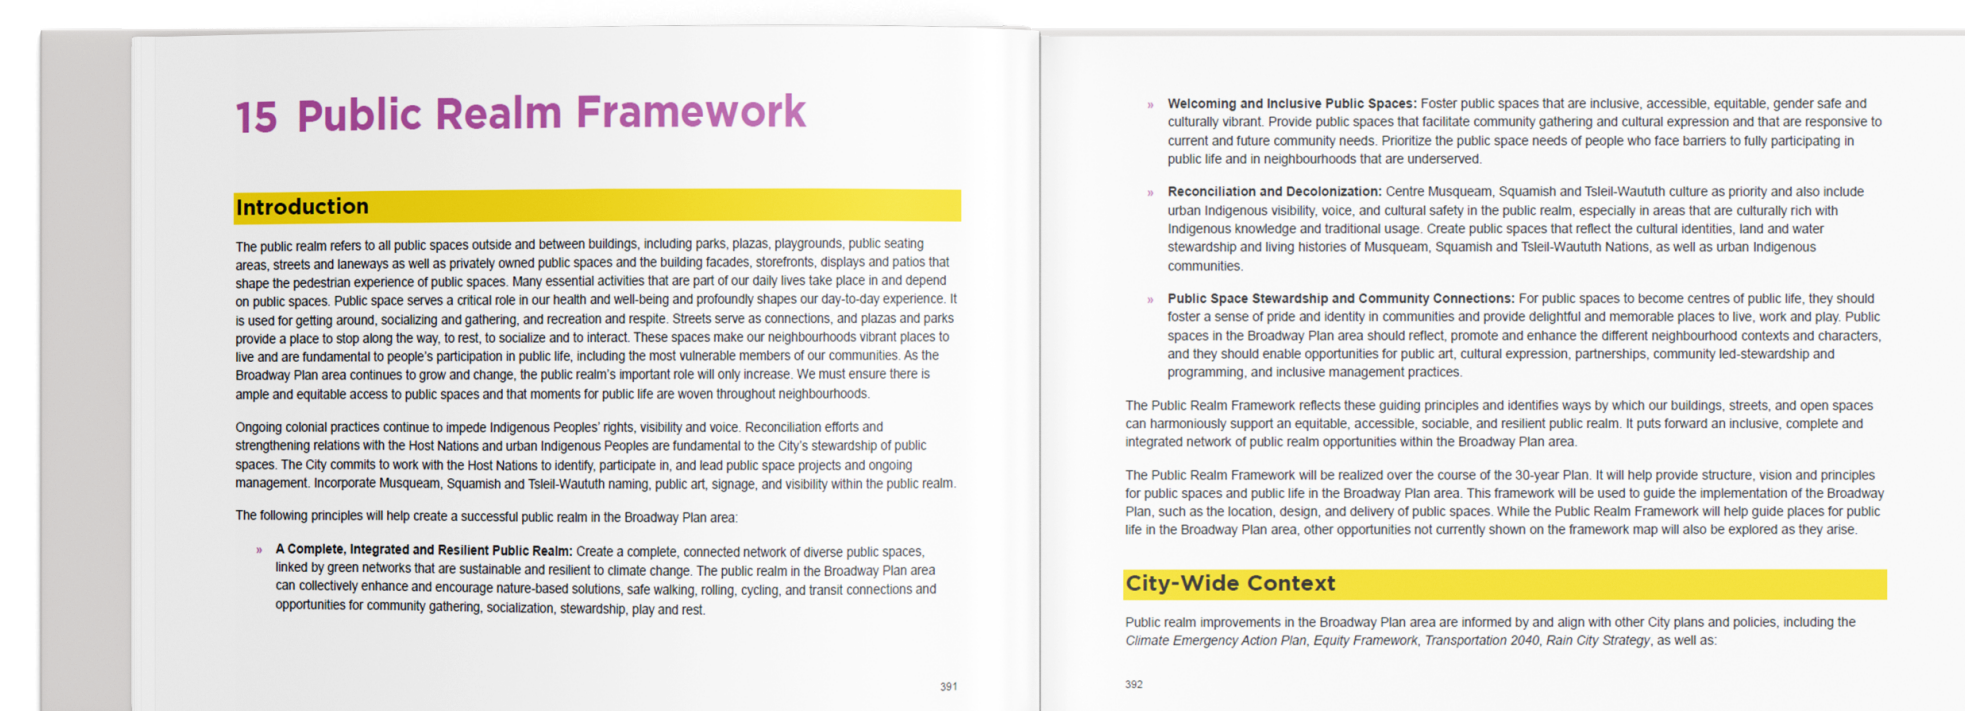 15 Public Realm Framework
Introduction
The public realm refers to all public spaces outside and between buildings, including parks, plazas, playgrounds, public seating
areas, streets and laneways as well as privately owned public spaces and the building facades, storefronts, displays and patios that
shape the pedestrian experience of public spaces. Many essential activities that are part of our daily lives take place in and depend
on public spaces. Public space serves a critical role in our health and well-being and profoundly shapes our day-to-day experience. It
is used for getting around, socializing and gathering, and recreation and respite. Streets serve as connections, and plazas and parks
provide a place to stop along the way, to rest, to socialize and to interact. These spaces make our neighbourhoods vibrant places to
live and are fundamental to people's participation in public life, including the most vulnerable members of our communities. As the
Broadway Plan area continues to grow and change, the public realm's important role will only increase. We must ensure there is
ample and equitable access to public spaces and that moments for public life are woven throughout neighbourhoods.
Ongoing colonial practices continue to impede Indigenous Peoples' rights, visibility and voice. Reconciliation efforts and
strengthening relations with the Host Nations and urban Indigenous Peoples are fundamental to the City's stewardship of public
spaces. The City commits to work with the Host Nations to identify, participate in, and lead public space projects and ongoing
management. Incorporate Musqueam, Squamish and Tsleil-Waututh naming, public art, signage, and visibility within the public realm.
The following principles will help create a successful public realm in the Broadway Plan area:
» A Complete, Integrated and Resilient Public Realm: Create a complete, connected network of diverse public spaces,
linked by green networks that are sustainable and resilient to climate change. The public realm in the Broadway Plan area
can collectively enhance and encourage nature-based solutions, safe walking, rolling, cycling, and transit connections and
opportunities for community gathering, socialization, stewardship, play and rest.
391
» Welcoming and Inclusive Public Spaces: Foster public spaces that are inclusive, accessible, equitable, gender safe and
culturally vibrant. Provide public spaces that facilitate community gathering and cultural expression and that are responsive to
current and future community needs. Prioritize the public space needs of people who face barriers to fully participating in
public life and in neighbourhoods that are underserved.
» Reconciliation and Decolonization: Centre Musqueam, Squamish and Tsleil-Waututh culture as priority and also include
urban Indigenous visibility, voice, and cultural safety in the public realm, especially in areas that are culturally rich with
Indigenous knowledge and traditional usage. Create public spaces that reflect the cultural identities, land and water
stewardship and living histories of Musqueam, Squamish and Tsleil-Waututh Nations, as well as urban Indigenous
communities.
» Public Space Stewardship and Community Connections: For public spaces to become centres of public life, they should
foster a sense of pride and identity in communities and provide delightful and memorable places to live, work and play. Public
spaces in the Broadway Plan area should reflect, promote and enhance the different neighbourhood contexts and characters,
and they should enable opportunities for public art, cultural expression, partnerships, community led-stewardship and
programming, and inclusive management practices.
The Public Realm Framework reflects these guiding principles and identifies ways by which our buildings, streets, and open spaces
can harmoniously support an equitable, accessible, sociable, and resilient public realm. It puts forward an inclusive, complete and
integrated network of public realm opportunities within the Broadway Plan area.
The Public Realm Framework will be realized over the course of the 30-year Plan. It will help provide structure, vision and principles
for public spaces and public life in the Broadway Plan area. This framework will be used to guide the implementation of the Broadway
Plan, such as the location, design, and delivery of public spaces. While the Public Realm Framework will help guide places for public
life in the Broadway Plan area, other opportunities not currently shown on the framework map will also be explored as they arise.
City-Wide Context
Public realm improvements in the Broadway Plan area are informed by and align with other City plans and policies, including the
Climate Emergency Action Plan, Equity Framework, Transportation 2040, Rain City Strategy, as well as:
392